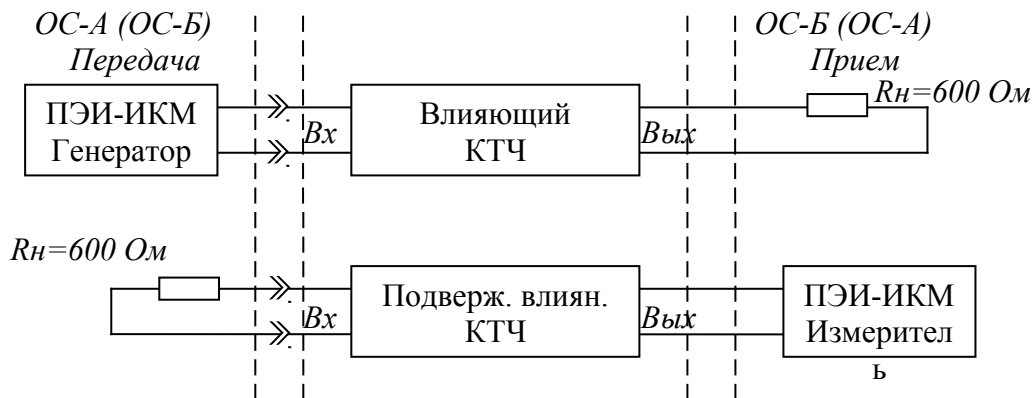 ОС-А (ОС-Б)
Передача
ОС-Б (ОС-А)
Прием
ПЭИ-ИКМ
Генератор
Вх
Влияющий
КТЧ
Вых
Rн=600 Ом
Rн=600 Ом
Вх
Подверж. влиян.
КТЧ
Вых
ПЭИ-ИКМ
Измерител
ь